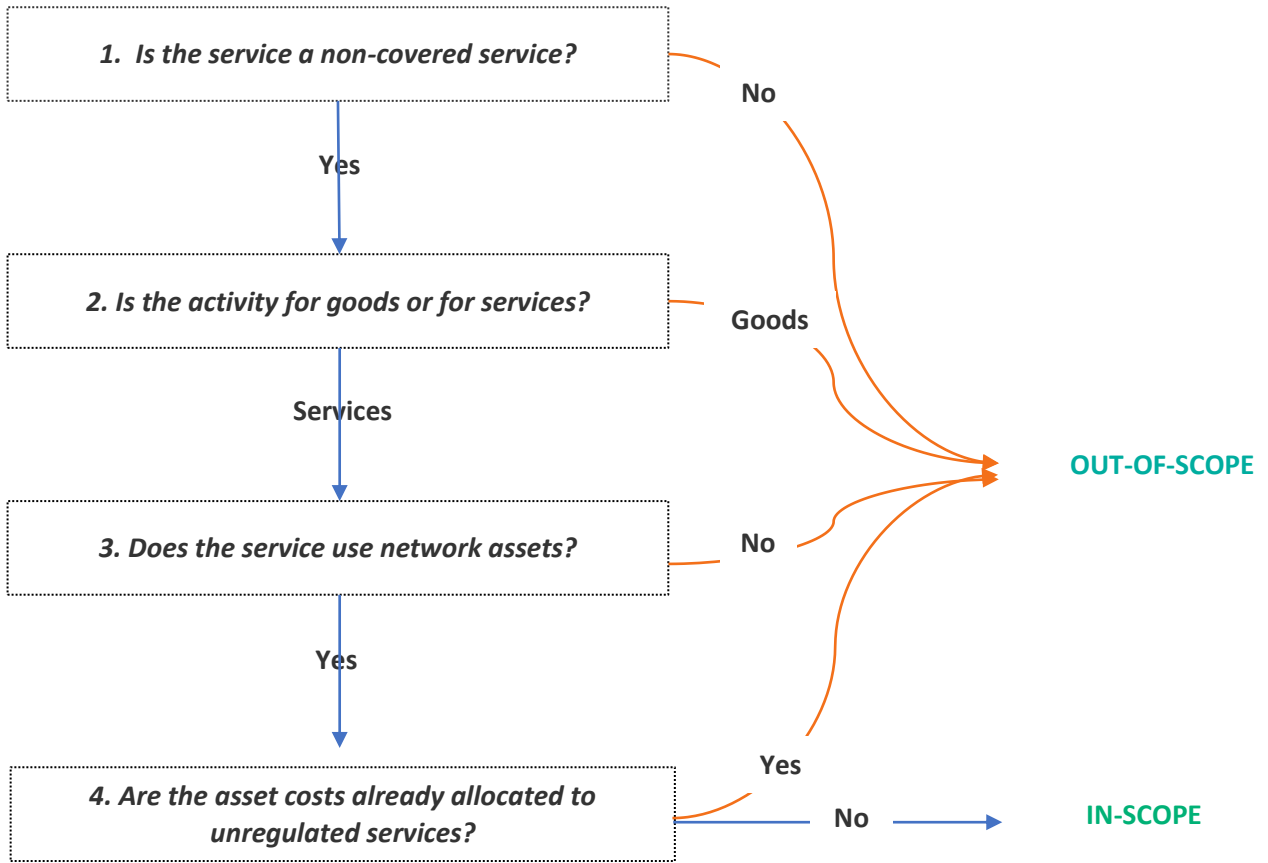 1. Is the service a non-covered service?
No
Yes
2. Is the activity for goods or for services?
Goods
Services
OUT-OF-SCOPE
3. Does the service use network assets?
No
Yes
4. Are the asset costs already allocated to
unregulated services?
Yes
No
IN-SCOPE